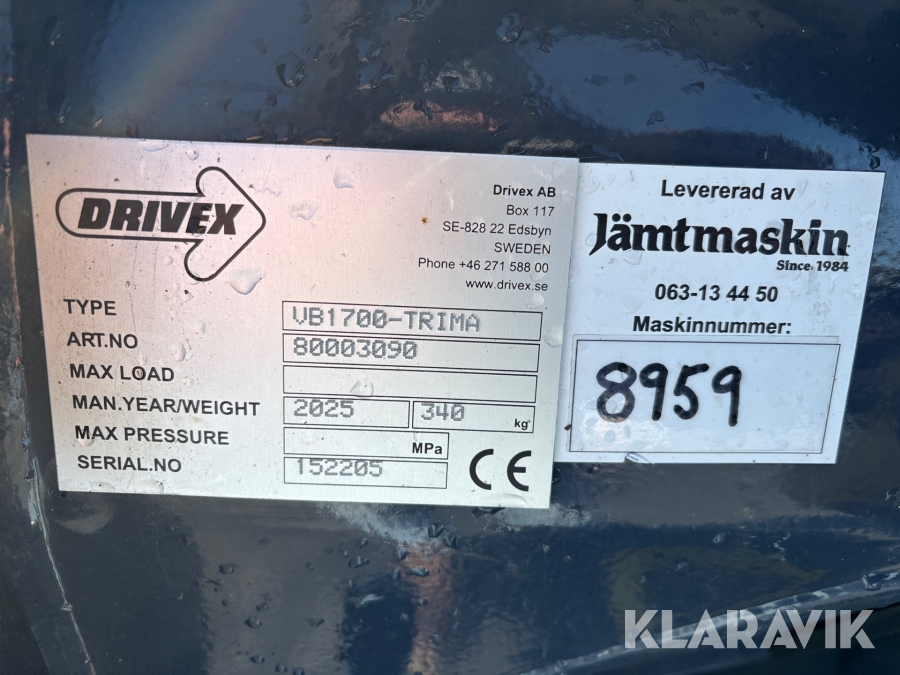 DRIVEX
Drivex AB
Box 117
SE-828 22 Edsbyn
SWEDEN
Phone +46 271 588 00
www.drivex.se
TYPE VB1700-TRIMA
ART.NO 80003090
MAX LOAD
MAN.YEAR/WEIGHT 2025 340 kg
MAX PRESSURE MPa
SERIAL.NO 152205
CE
Levererad av
Jämtmaskin
Since 1984
063-13 44 50
Maskinnummer:
8959
KLARAVIK